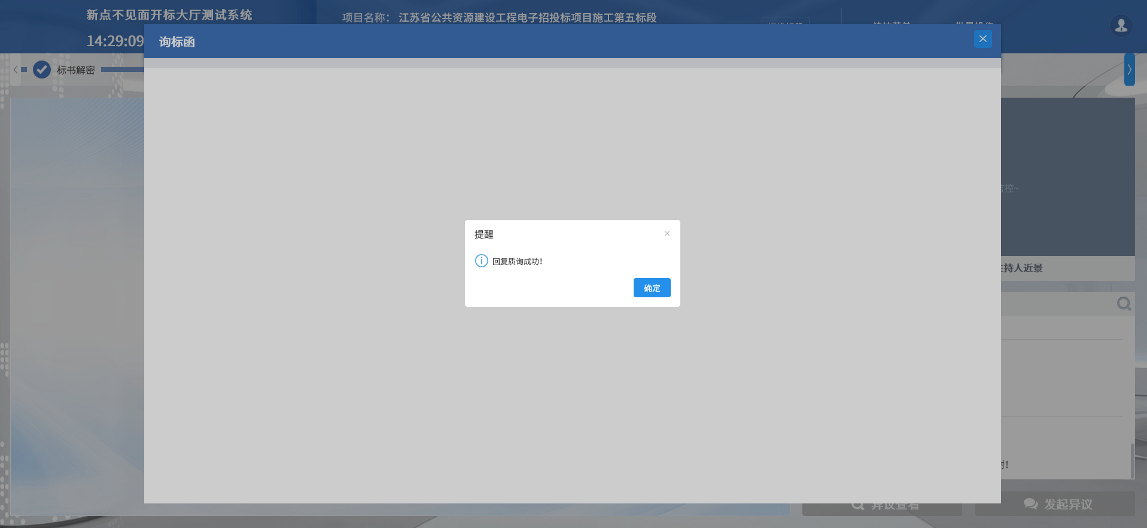 新点不见面开标大厅测试系统
项目名称： 江苏省公共资源建设工程电子招投标项目施工第五标段
14:29:09
询标函
标书解密
提醒
回复质询成功!
确定
持人近景
异议查看
发起异议